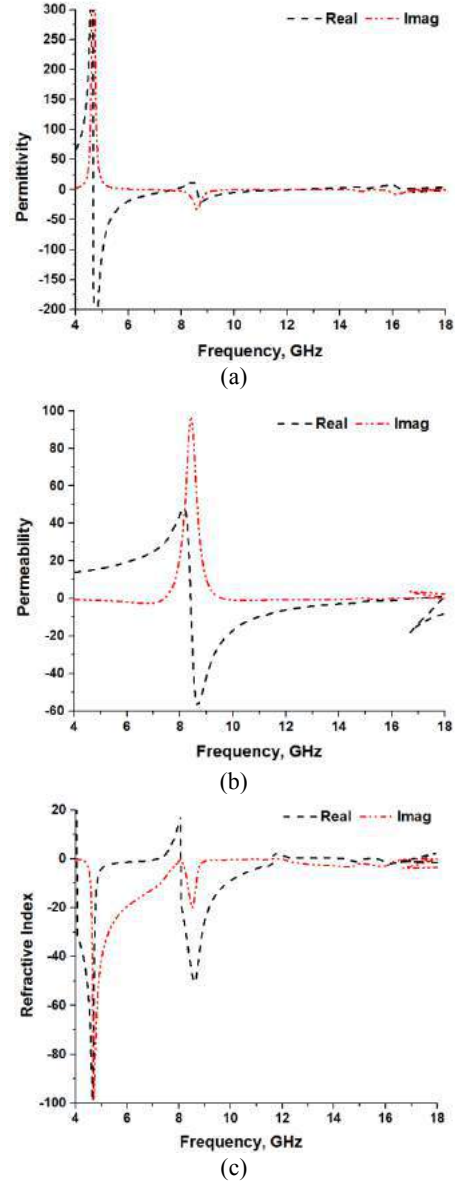 Real Imag
300
250
200
150
100
50
0
-50
-100
-150
-200
Permittivity
4 6 8 10 12 14 16 18
Frequency, GHz
(a)
Real Imag
100
80
60
40
20
0
-20
-40
-60
Permeability
4 6 8 10 12 14 16 18
Frequency, GHz
(b)
Real Imag
20
0
-20
-40
-60
-80
-100
Refractive Index
4 6 8 10 12 14 16 18
Frequency, GHz
(c)